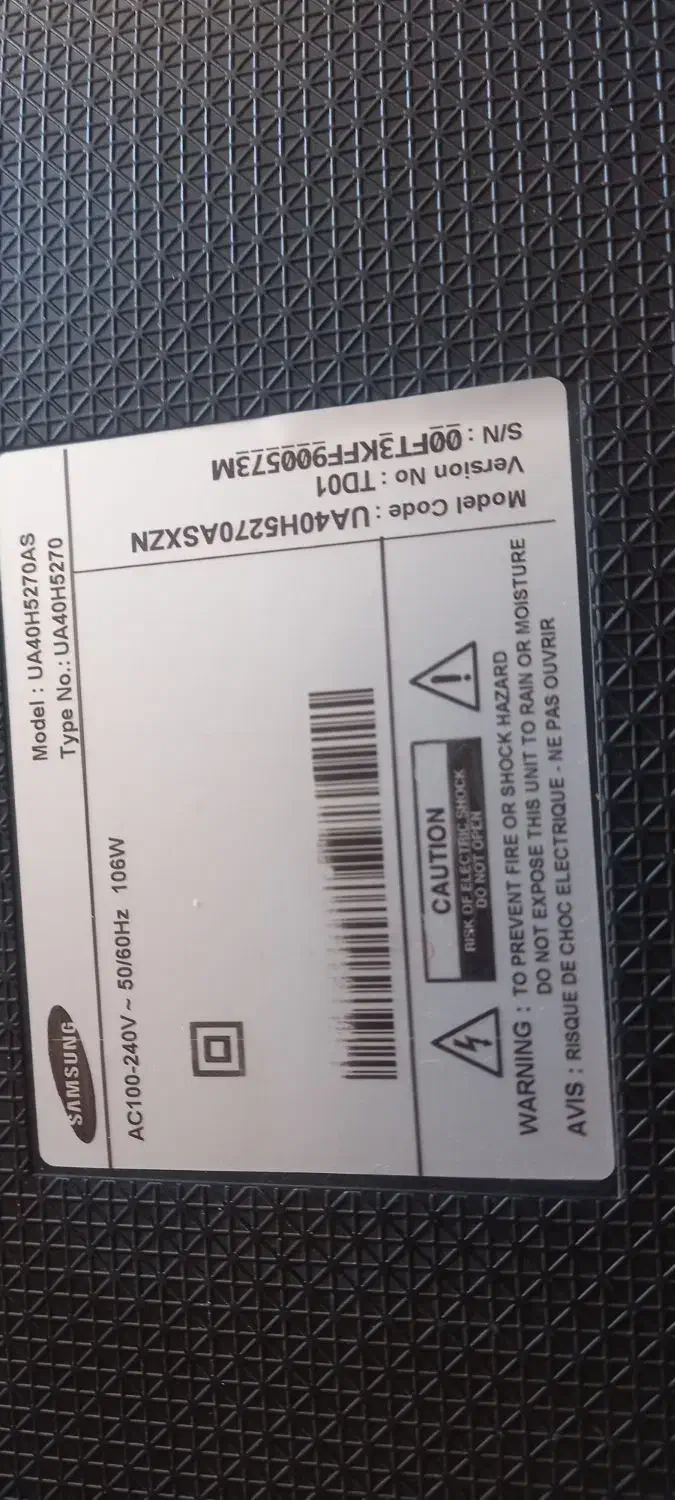 SAMSUNG
Model : UA40H5270AS
Type No.: UA40H5270
AC100-240V ~ 50/60Hz 106W
Model Code : UA40H5270ASXZN
Version No : TD01
S/N : 00FT3KFF900573M
CAUTION
RISK OF ELECTRIC SHOCK
DO NOT OPEN
WARNING : TO PREVENT FIRE OR SHOCK HAZARD
DO NOT EXPOSE THIS UNIT TO RAIN OR MOISTURE
AVIS : RISQUE DE CHOC ELECTRIQUE - NE PAS OUVRIR